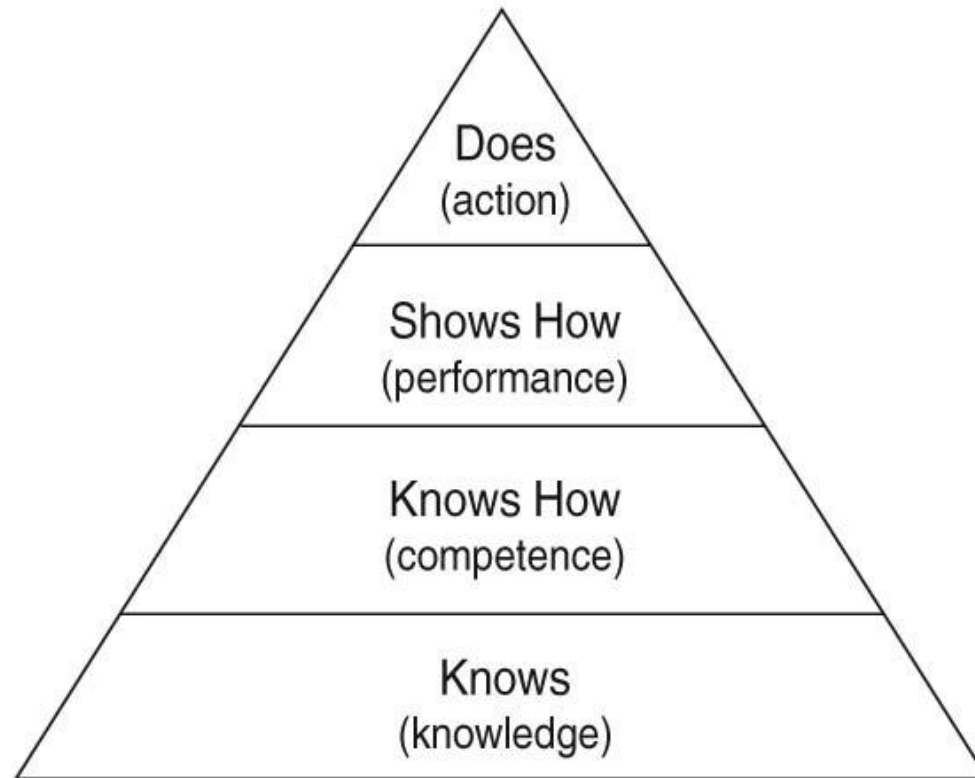 Does
(action)
Shows How
(performance)
Knows How
(competence)
Knows
(knowledge)